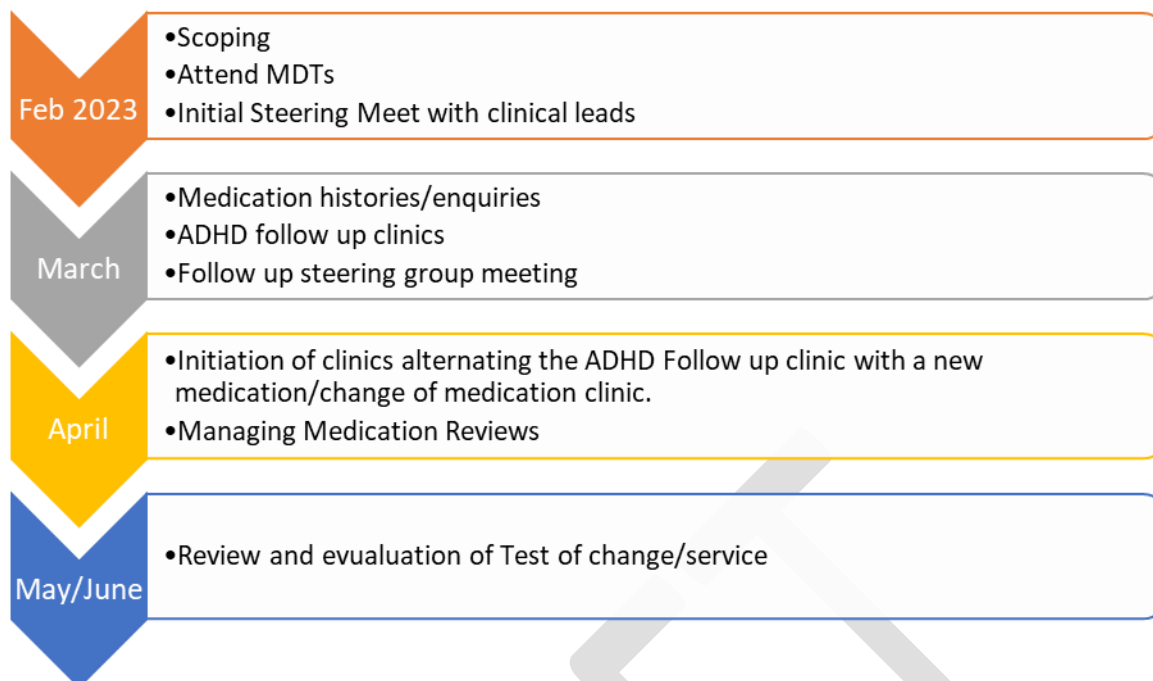 Feb 2023
•Scoping
•Attend MDTs
•Initial Steering Meet with clinical leads
March
•Medication histories/enquiries
•ADHD follow up clinics
•Follow up steering group meeting
April
•Initiation of clinics alternating the ADHD Follow up clinic with a new
medication/change of medication clinic.
•Managing Medication Reviews
May/June
•Review and evualuation of Test of change/service